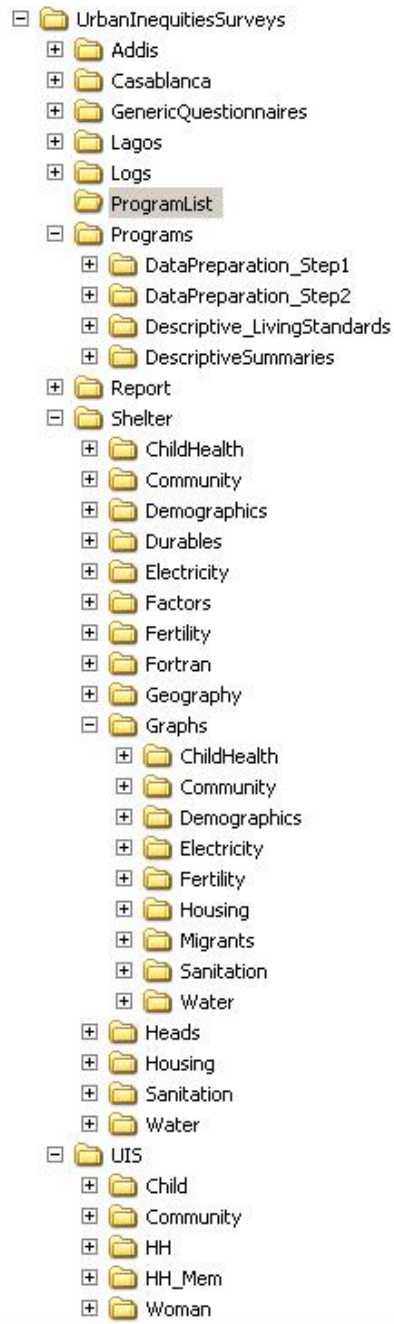 UrbanInequitiesSurveys
Addis
Casablanca
GenericQuestionnaires
Lagos
Logs
ProgramList
Programs
DataPreparation_Step1
DataPreparation_Step2
Descriptive_LivingStandards
DescriptiveSummaries
Report
Shelter
ChildHealth
Community
Demographics
Durables
Electricity
Factors
Fertility
Fortran
Geography
Graphs
ChildHealth
Community
Demographics
Electricity
Fertility
Housing
Migrants
Sanitation
Water
Heads
Housing
Sanitation
Water
UIS
Child
Community
HH
HH_Mem
Woman